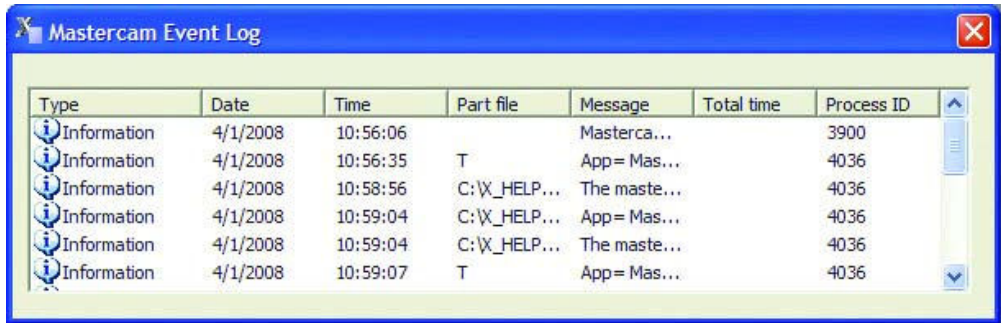 Mastercam Event Log
Type Date Time Part file Message Total time Process ID
Information 4/1/2008 10:56:06 Masterca... 3900
Information 4/1/2008 10:56:35 T App= Mas... 4036
Information 4/1/2008 10:58:56 C:\X_HELP... The maste... 4036
Information 4/1/2008 10:59:04 C:\X_HELP... App= Mas... 4036
Information 4/1/2008 10:59:04 C:\X_HELP... The maste... 4036
Information 4/1/2008 10:59:07 T App= Mas... 4036